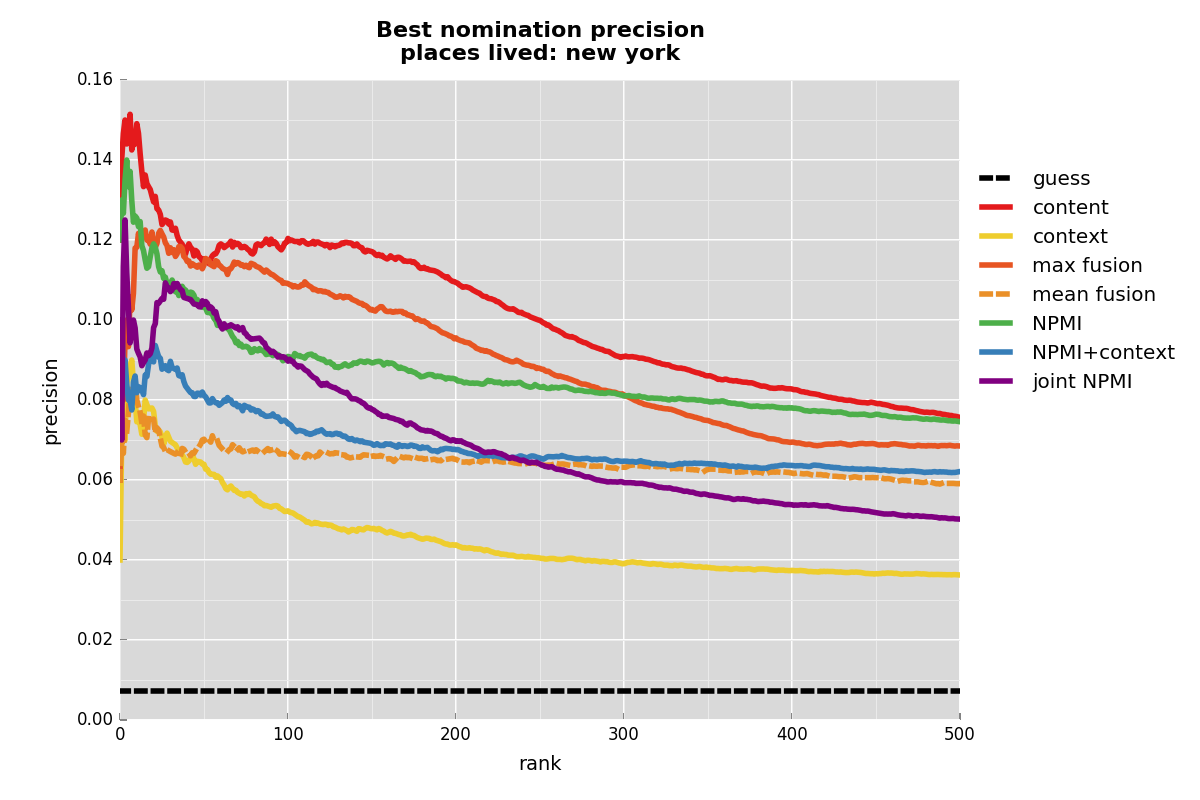 Best nomination precision
places lived: new york
precision
0.16
0.14
0.12
0.10
0.08
0.06
0.04
0.02
0.00
0
100
200
300
400
500
rank
guess
content
context
max fusion
mean fusion
NPMI
NPMI+context
joint NPMI